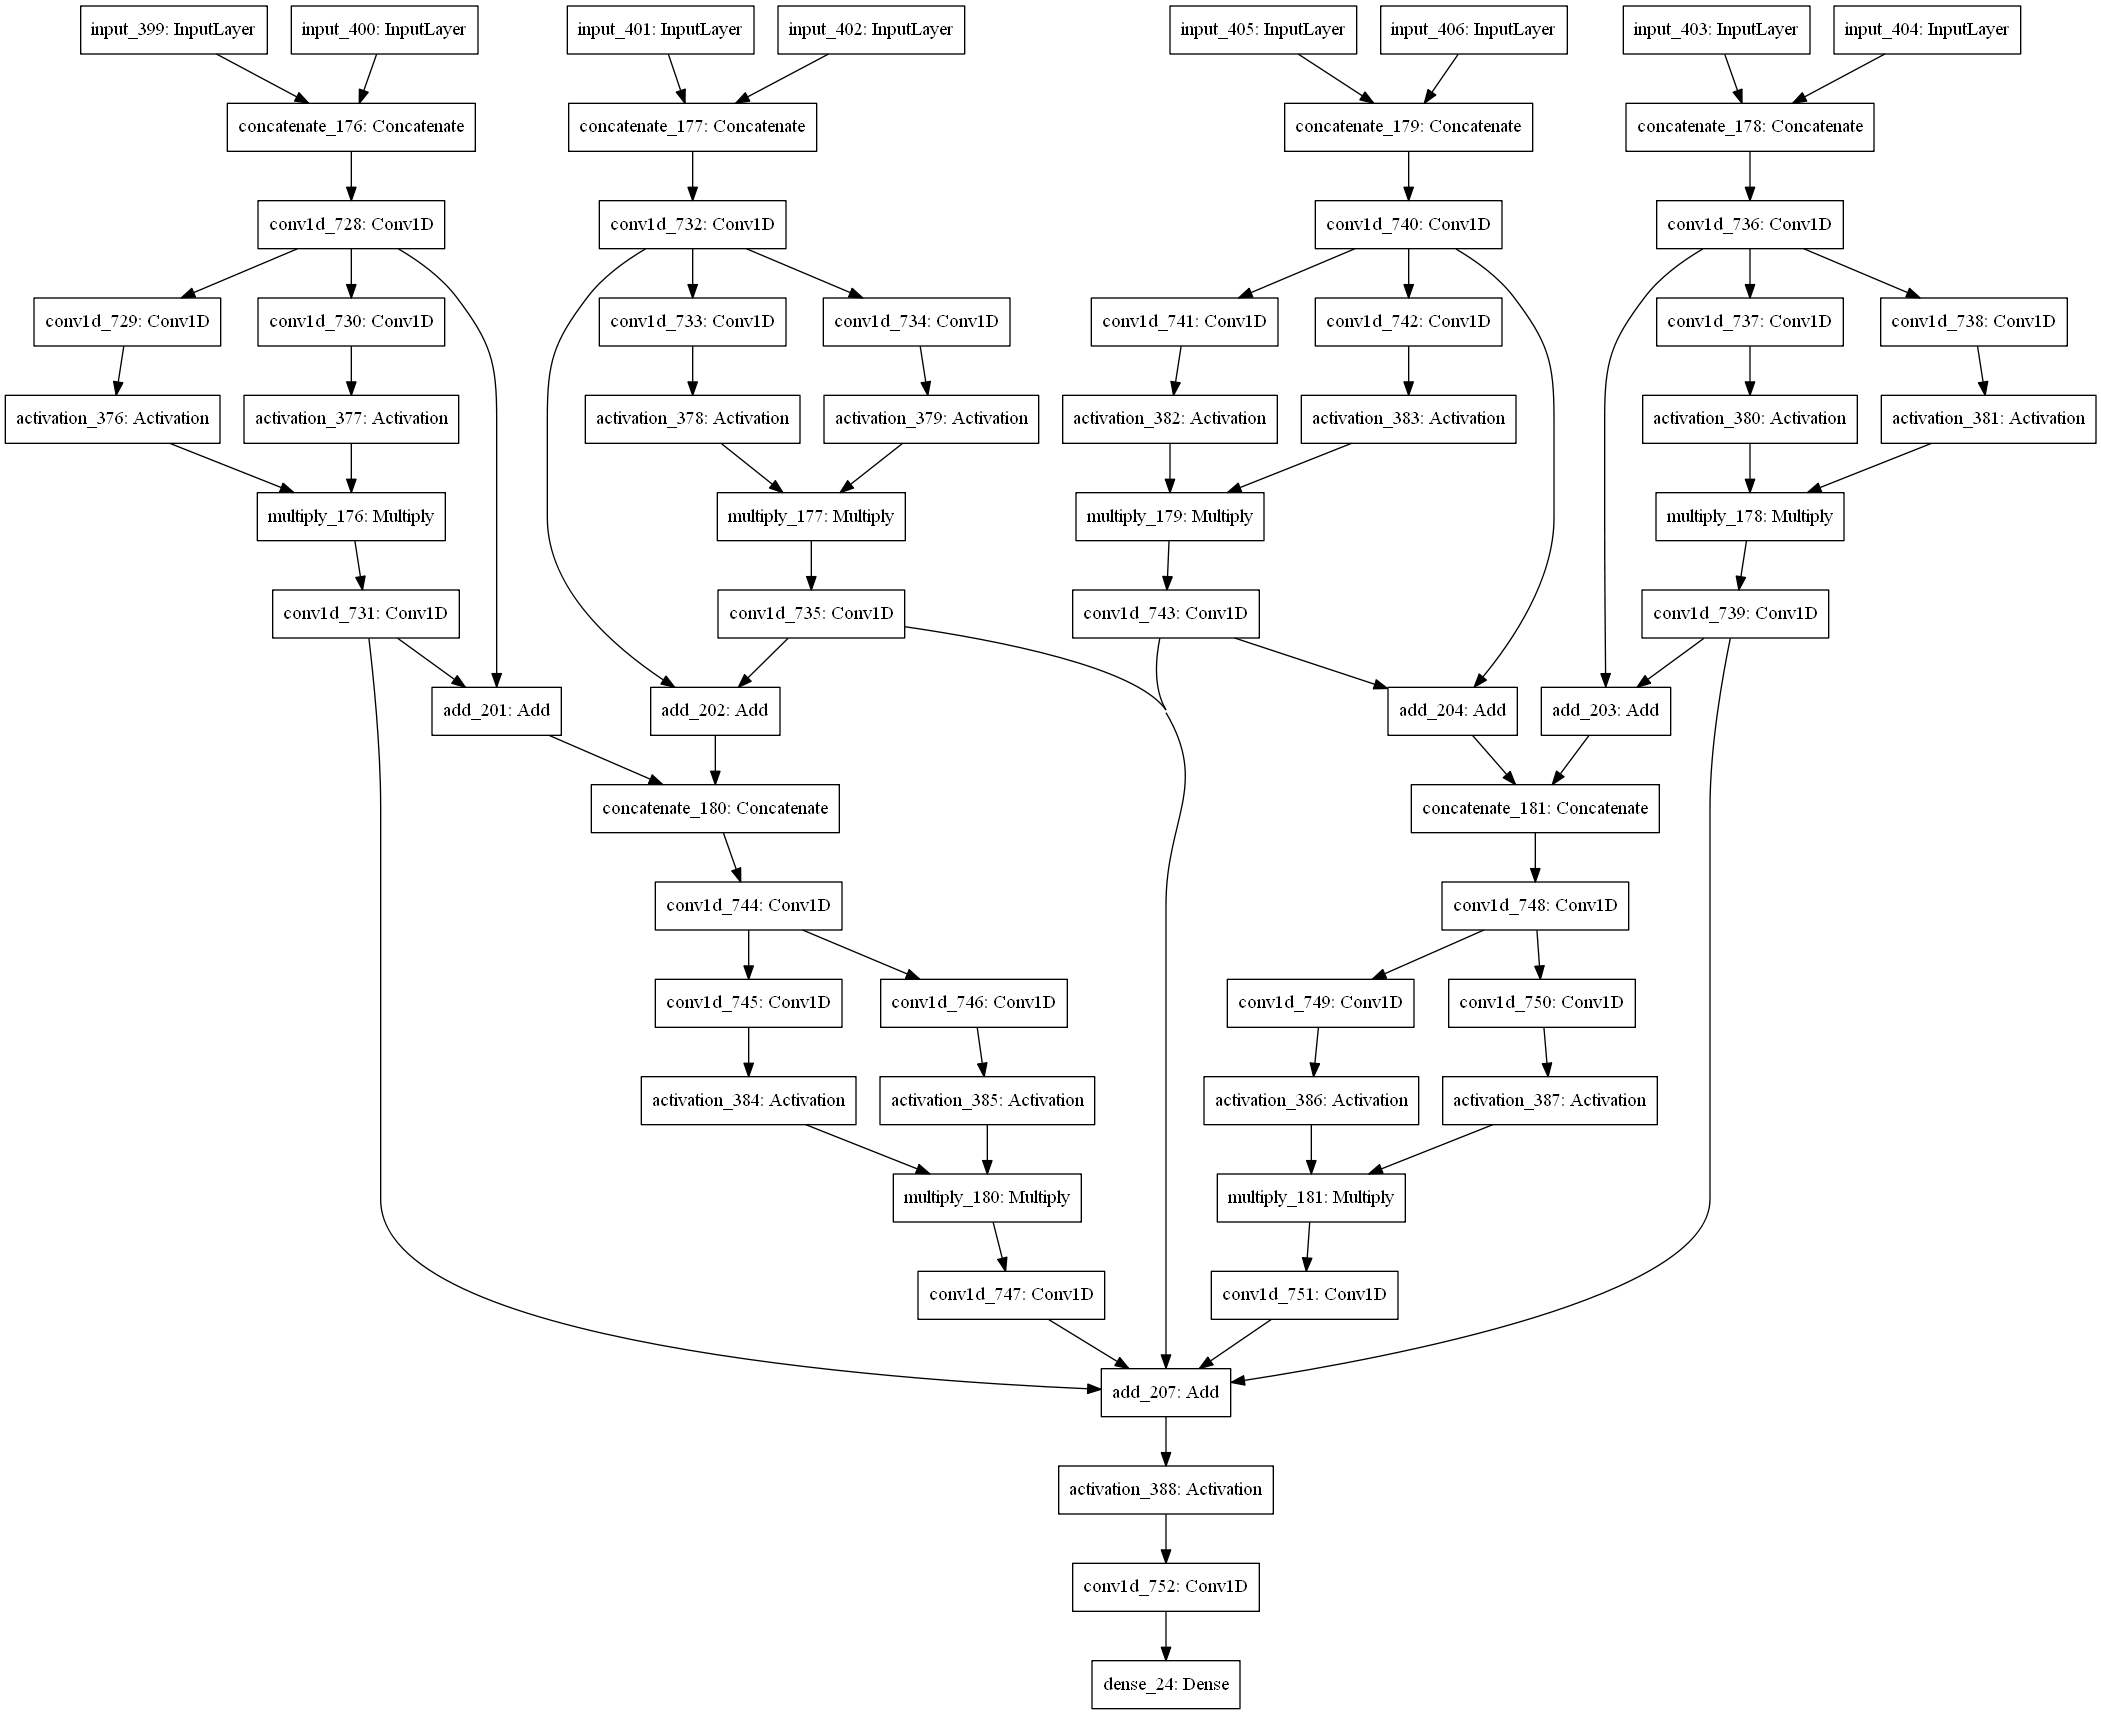 input_399: InputLayer
input_400: InputLayer
input_401: InputLayer
input_402: InputLayer
input_405: InputLayer
input_406: InputLayer
input_403: InputLayer
input_404: InputLayer
concatenate_176: Concatenate
concatenate_177: Concatenate
concatenate_179: Concatenate
concatenate_178: Concatenate
conv1d_728: Conv1D
conv1d_732: Conv1D
conv1d_740: Conv1D
conv1d_736: Conv1D
conv1d_729: Conv1D
conv1d_730: Conv1D
conv1d_733: Conv1D
conv1d_734: Conv1D
conv1d_741: Conv1D
conv1d_742: Conv1D
conv1d_737: Conv1D
conv1d_738: Conv1D
activation_376: Activation
activation_377: Activation
activation_378: Activation
activation_379: Activation
activation_382: Activation
activation_383: Activation
activation_380: Activation
activation_381: Activation
multiply_176: Multiply
multiply_177: Multiply
multiply_179: Multiply
multiply_178: Multiply
conv1d_731: Conv1D
conv1d_735: Conv1D
conv1d_743: Conv1D
conv1d_739: Conv1D
add_201: Add
add_202: Add
add_204: Add
add_203: Add
concatenate_180: Concatenate
concatenate_181: Concatenate
conv1d_744: Conv1D
conv1d_748: Conv1D
conv1d_745: Conv1D
conv1d_746: Conv1D
conv1d_749: Conv1D
conv1d_750: Conv1D
activation_384: Activation
activation_385: Activation
activation_386: Activation
activation_387: Activation
multiply_180: Multiply
multiply_181: Multiply
conv1d_747: Conv1D
conv1d_751: Conv1D
add_207: Add
activation_388: Activation
conv1d_752: Conv1D
dense_24: Dense